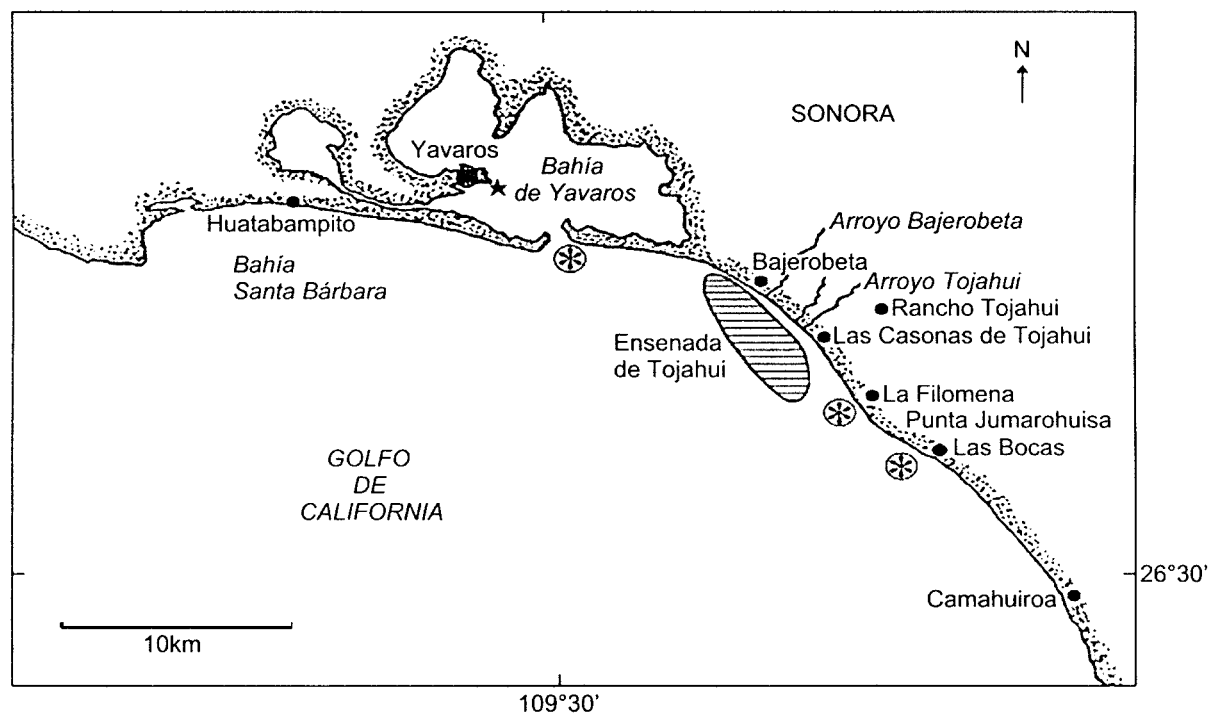 N
SONORA
Yavaros
Bahía
de Yavaros
Huatabampito
Arroyo Bajerobeta
Bahía
Santa Bárbara
Bajerobeta
Arroyo Tojahui
Rancho Tojahui
Ensenada
de Tojahui
Las Casonas de Tojahui
La Filomena
Punta Jumarohuisa
Las Bocas
GOLFO
DE
CALIFORNIA
26°30'
Camahuiroa
10km
109°30'